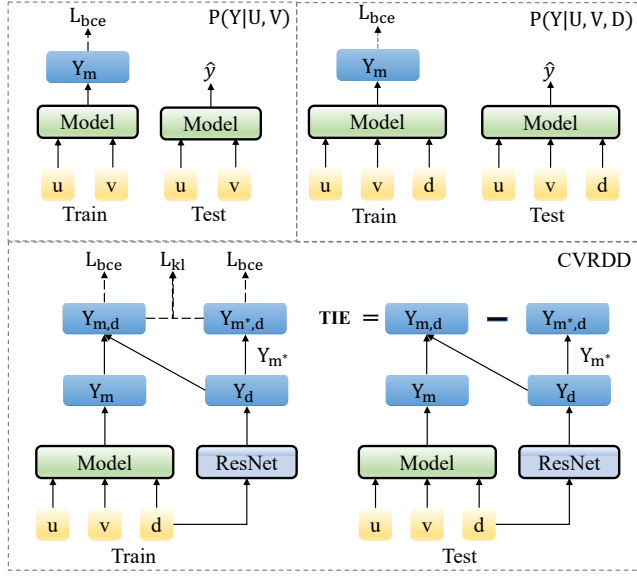 P(Y|U, V)
L_bce
Y_m
ŷ
Model
Model
u v
u v
Train
Test
P(Y|U, V, D)
L_bce
Y_m
ŷ
Model
Model
u v d
u v d
Train
Test
CVRDD
L_bce L_kl L_bce
Y_m,d
Y_m*,d
Y_m*
Y_m
Y_d
Model
ResNet
u v d
Train
TIE = Y_m,d − Y_m*,d
Y_m*
Y_m
Y_d
Model
ResNet
u v d
Test